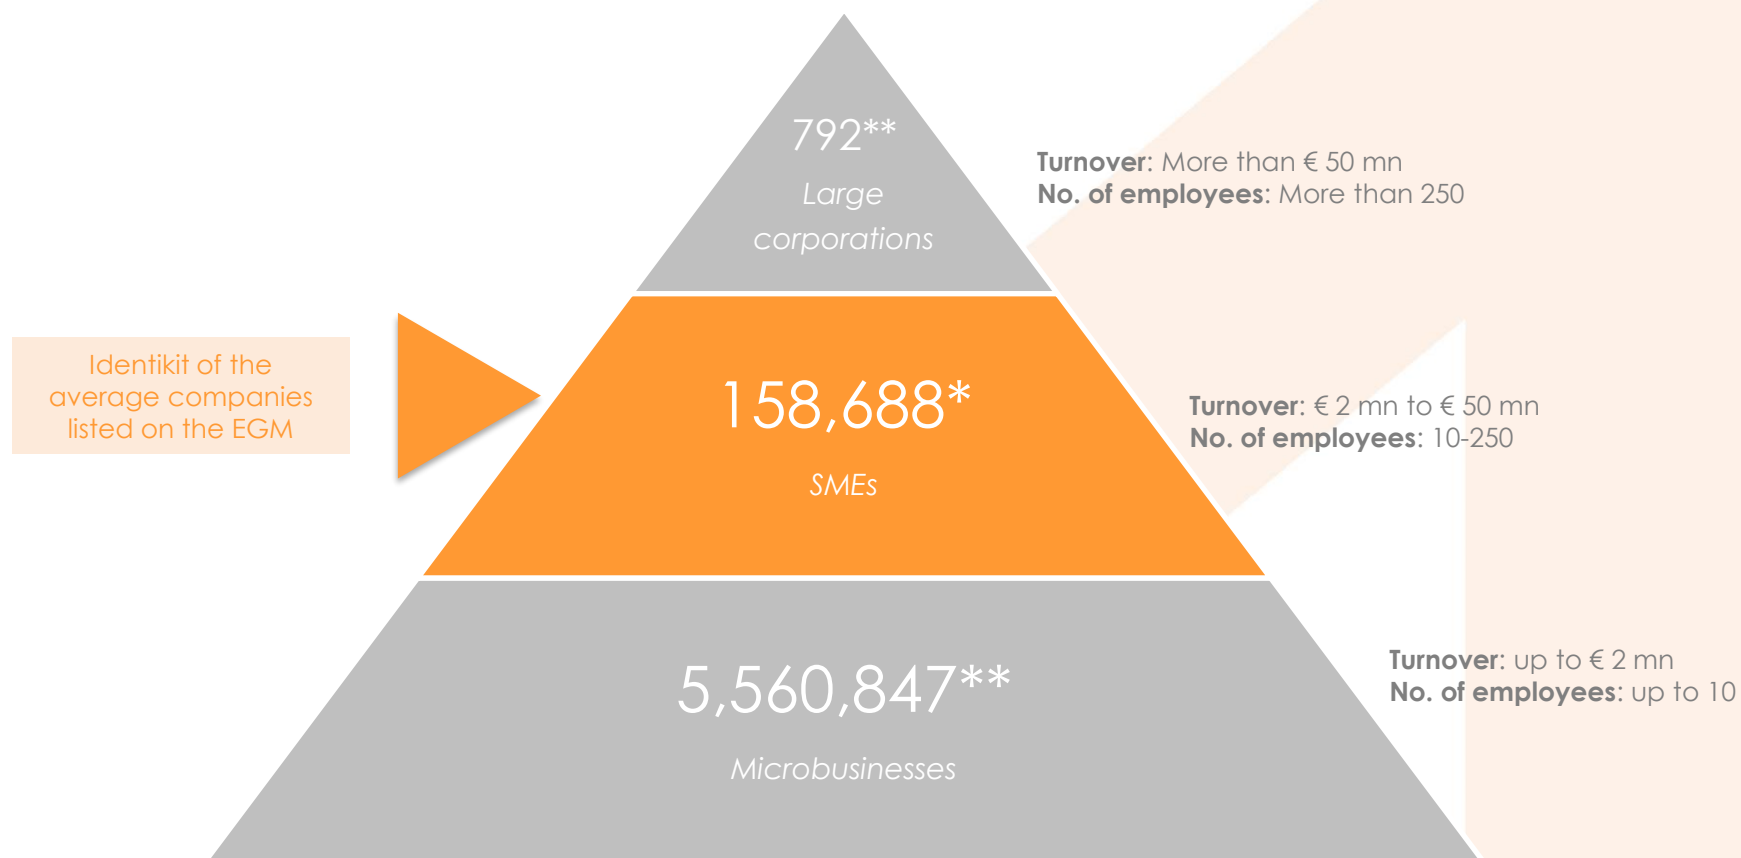 792**
Large
corporations
Turnover: More than € 50 mn
No. of employees: More than 250
Identikit of the
average companies
listed on the EGM
158,688*
SMEs
Turnover: € 2 mn to € 50 mn
No. of employees: 10-250
5,560,847**
Microbusinesses
Turnover: up to € 2 mn
No. of employees: up to 10